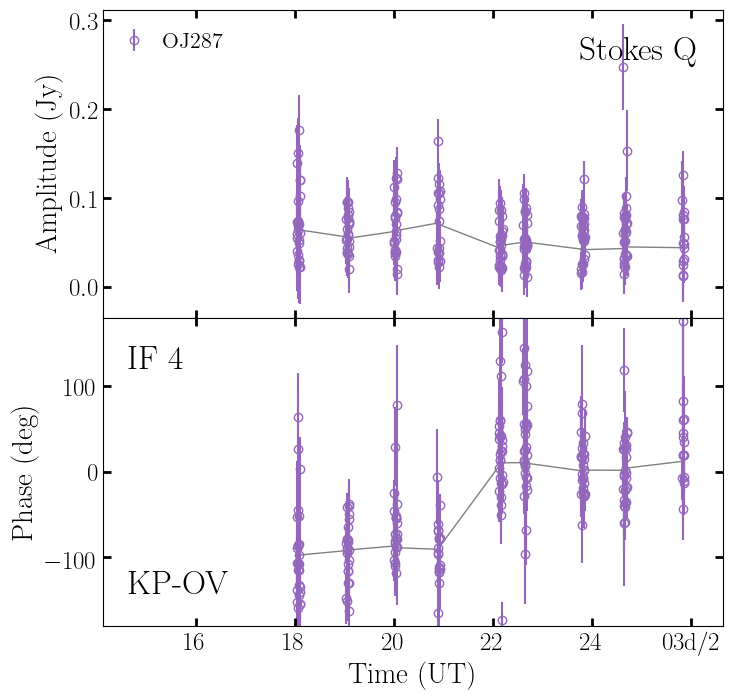 0.3
OJ287
Stokes Q
0.2
Amplitude (Jy)
0.1
0.0
IF 4
100
Phase (deg)
0
−100
KP-OV
16 18 20 22 24 03d/2
Time (UT)